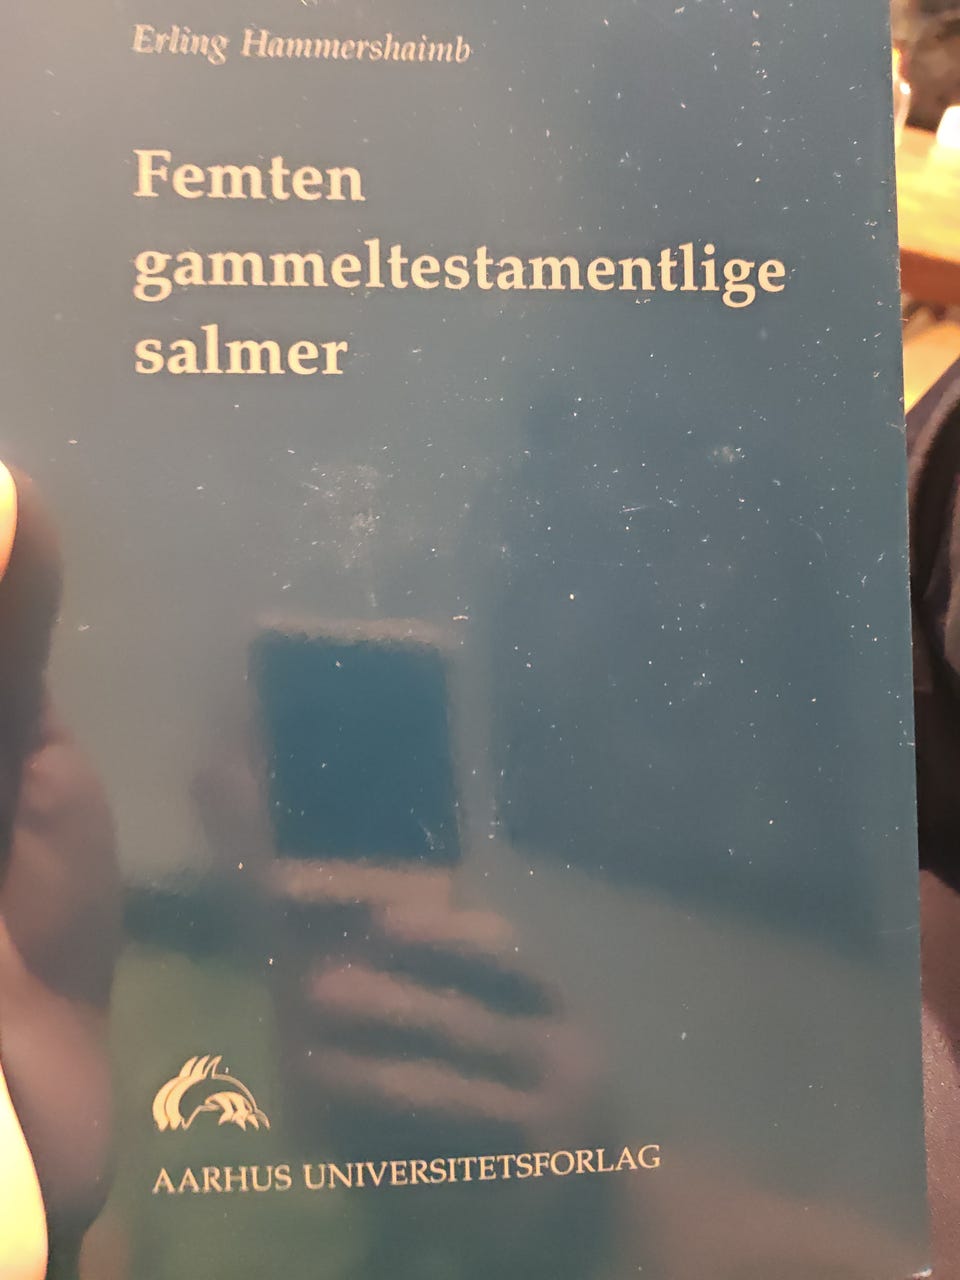 Erling Hammershaimb
Femten
gammeltestamentlige
salmer
AARHUS UNIVERSITETSFORLAG